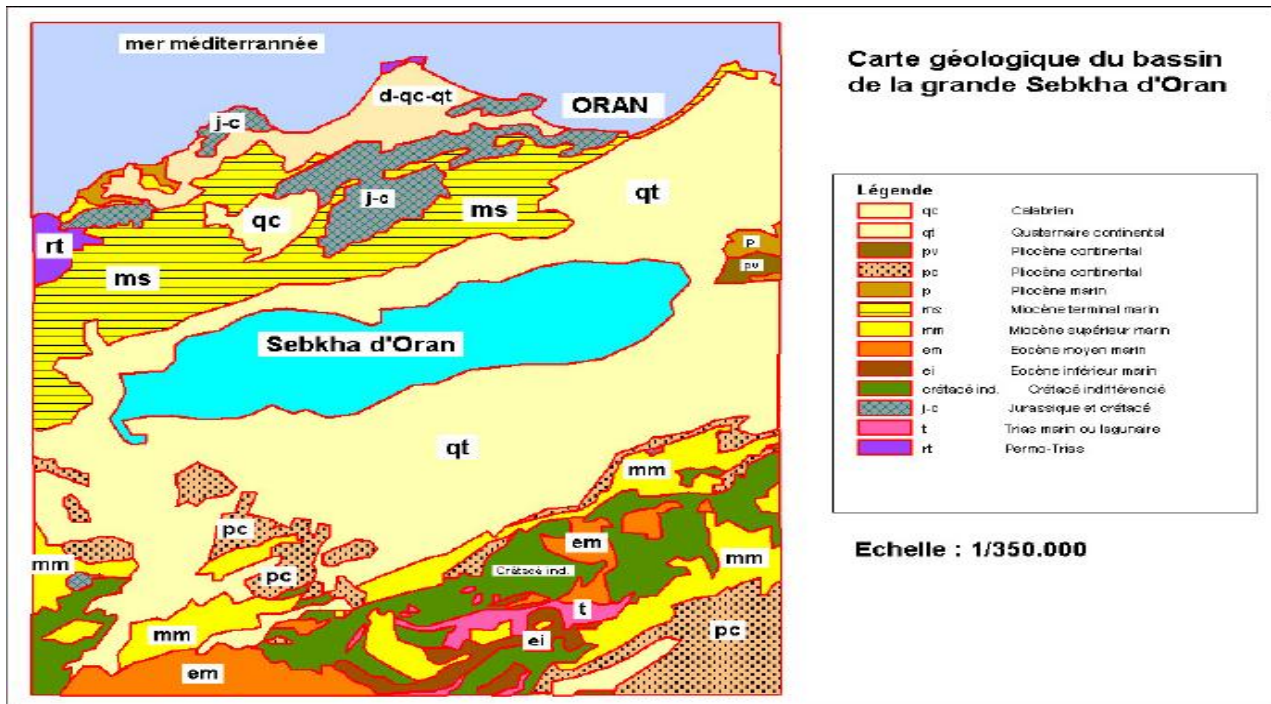 mer méditerrannée
d-qc-qt
ORAN
j-c
j-c
qt
qc
ms
rt
p
pv
ms
Sebkha d'Oran
qt
mm
pc
em
mm
mm
pc
Crétacé ind.
t
pc
mm
ei
em
Carte géologique du bassin
de la grande Sebkha d'Oran
Légende
qc Calabrien
qt Quaternaire continental
pv Pliocène continental
pc Pliocène continental
p Pliocène marin
ms Miocène terminal marin
mm Miocène supérieur marin
em Eocène moyen marin
ei Eocène inférieur marin
crétacé ind. Crétacé indifférencié
j-c Jurassique et crétacé
t Trias marin ou lagunaire
rt Permo-Trias
Echelle : 1/350.000